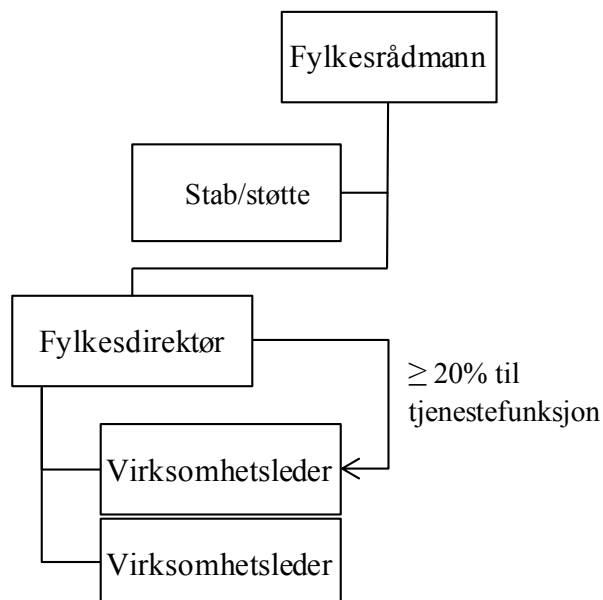 Fylkesrådmann
Stab/støtte
Fylkesdirektør
≥ 20% til
tjenestefunksjon
Virksomhetsleder
Virksomhetsleder